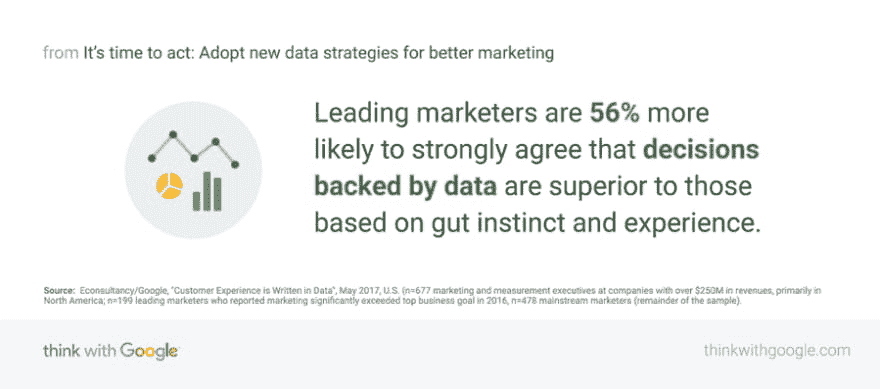 from It's time to act: Adopt new data strategies for better marketing
Leading marketers are 56% more
likely to strongly agree that decisions
backed by data are superior to those
based on gut instinct and experience.
Source: Econsultancy/Google, "Customer Experience is Written in Data", May 2017, U.S. (n=677 marketing and measurement executives at companies with over $250M in revenues, primarily in
North America; n=199 leading marketers who reported marketing significantly exceeded top business goal in 2016, n=478 mainstream marketers (remainder of the sample).
think with Google
thinkwithgoogle.com